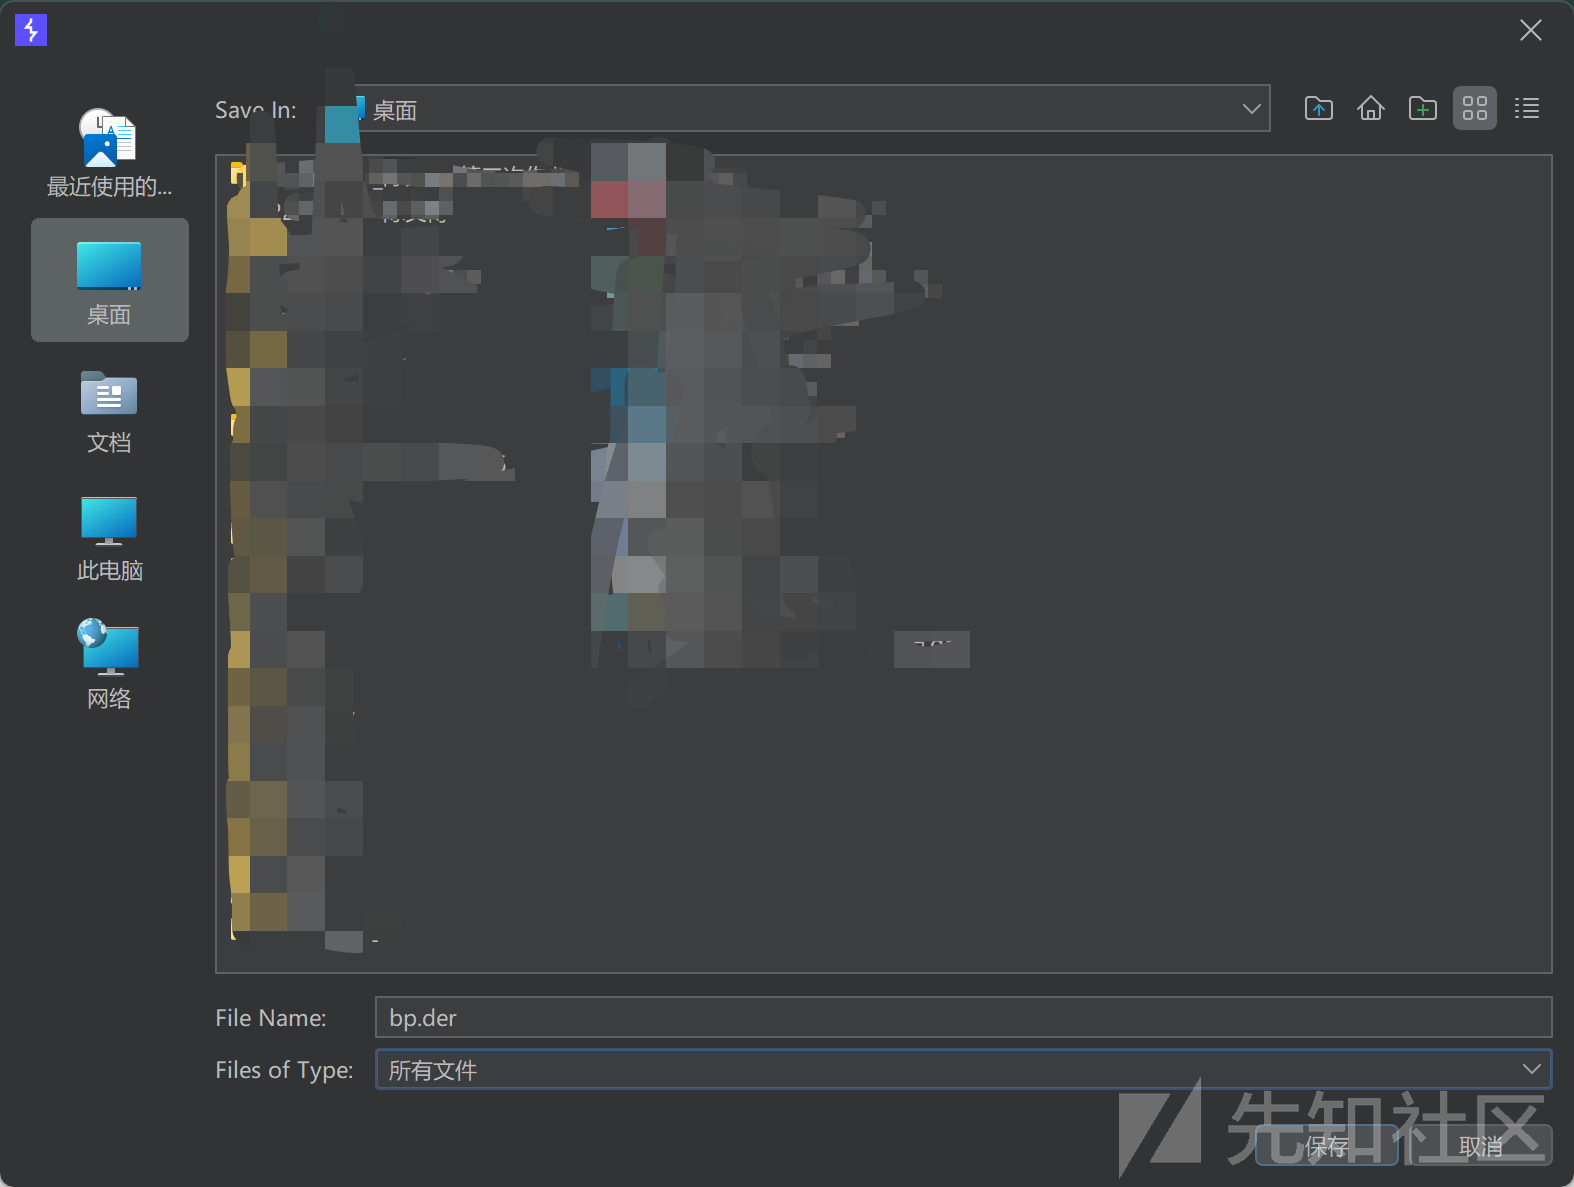 Save In:
桌面
最近使用的...
桌面
文档
此电脑
网络
File Name:
bp.der
Files of Type:
所有文件
保存
取消
先知社区